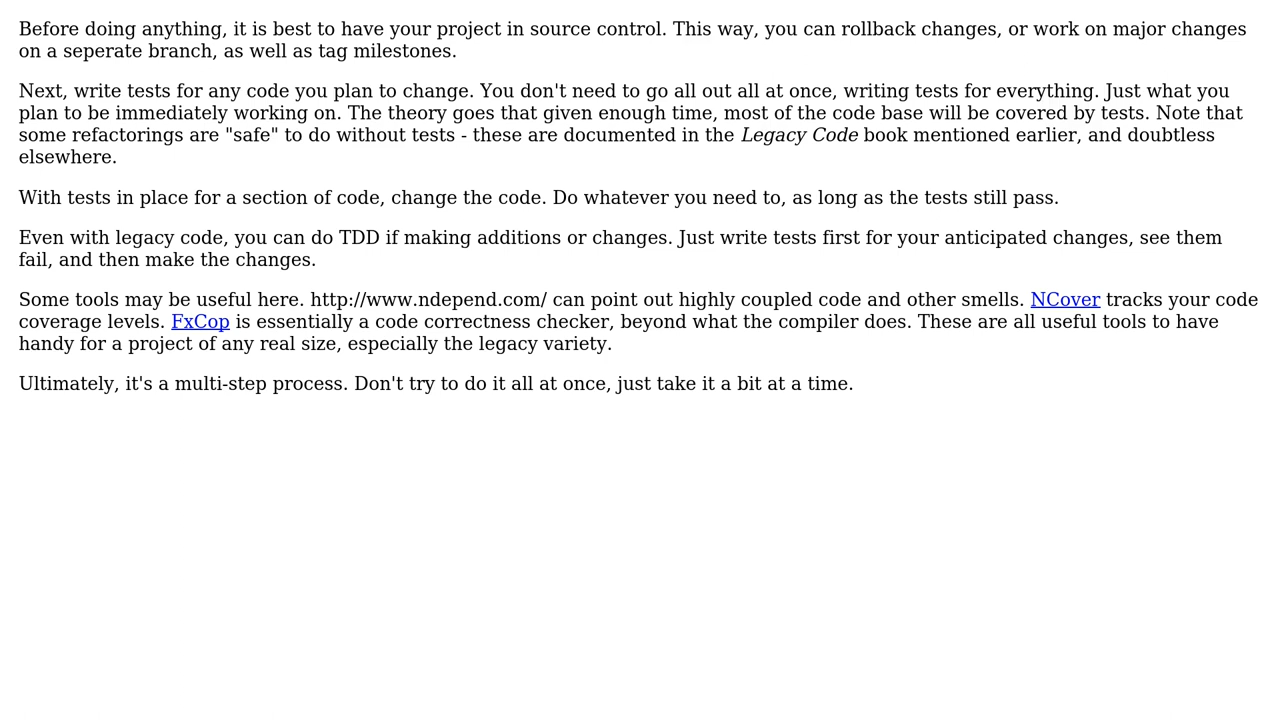 Before doing anything, it is best to have your project in source control. This way, you can rollback changes, or work on major changes
on a seperate branch, as well as tag milestones.
Next, write tests for any code you plan to change. You don't need to go all out all at once, writing tests for everything. Just what you
plan to be immediately working on. The theory goes that given enough time, most of the code base will be covered by tests. Note that
some refactorings are "safe" to do without tests - these are documented in the Legacy Code book mentioned earlier, and doubtless
elsewhere.
With tests in place for a section of code, change the code. Do whatever you need to, as long as the tests still pass.
Even with legacy code, you can do TDD if making additions or changes. Just write tests first for your anticipated changes, see them
fail, and then make the changes.
Some tools may be useful here. http://www.ndepend.com/ can point out highly coupled code and other smells. NCover tracks your code
coverage levels. FxCop is essentially a code correctness checker, beyond what the compiler does. These are all useful tools to have
handy for a project of any real size, especially the legacy variety.
Ultimately, it's a multi-step process. Don't try to do it all at once, just take it a bit at a time.